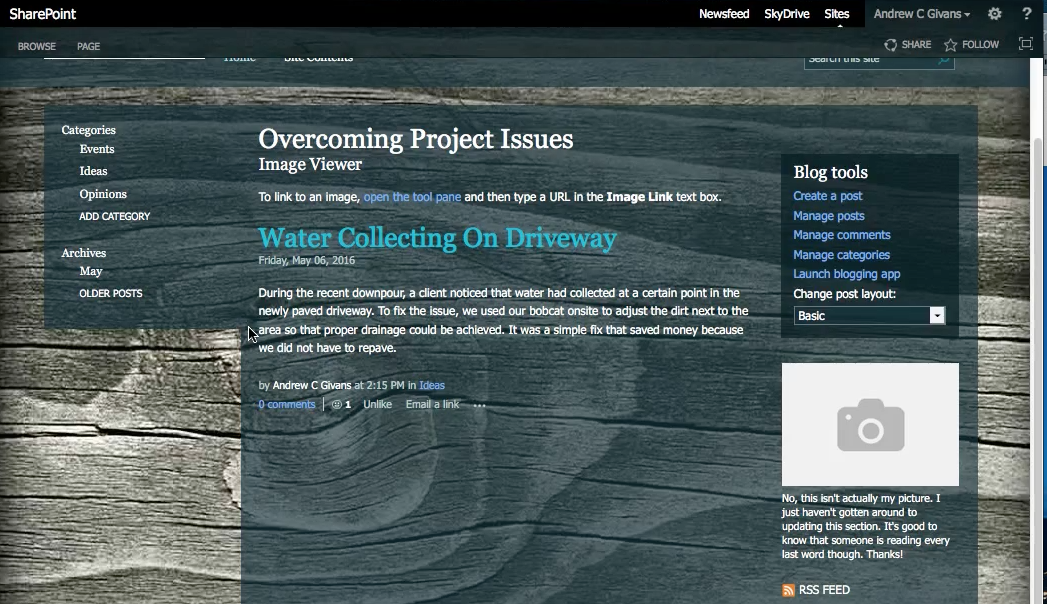 SharePoint
Newsfeed SkyDrive Sites Andrew C Givans ?
BROWSE PAGE SHARE FOLLOW
Home Site Contents Search this site
Categories
Events
Ideas
Opinions
ADD CATEGORY
Archives
May
OLDER POSTS
Overcoming Project Issues
Image Viewer
To link to an image, open the tool pane and then type a URL in the Image Link text box.
Water Collecting On Driveway
Friday, May 06, 2016
During the recent downpour, a client noticed that water had collected at a certain point in the
newly paved driveway. To fix the issue, we used our bobcat onsite to adjust the dirt next to the
area so that proper drainage could be achieved. It was a simple fix that saved money because
we did not have to repave.
by Andrew C Givans at 2:15 PM in Ideas
0 comments 1 Unlike Email a link ...
Blog tools
Create a post
Manage posts
Manage comments
Manage categories
Launch blogging app
Change post layout:
Basic
No, this isn't actually my picture. I
just haven't gotten around to
updating this section. It's good to
know that someone is reading every
last word though. Thanks!
RSS FEED